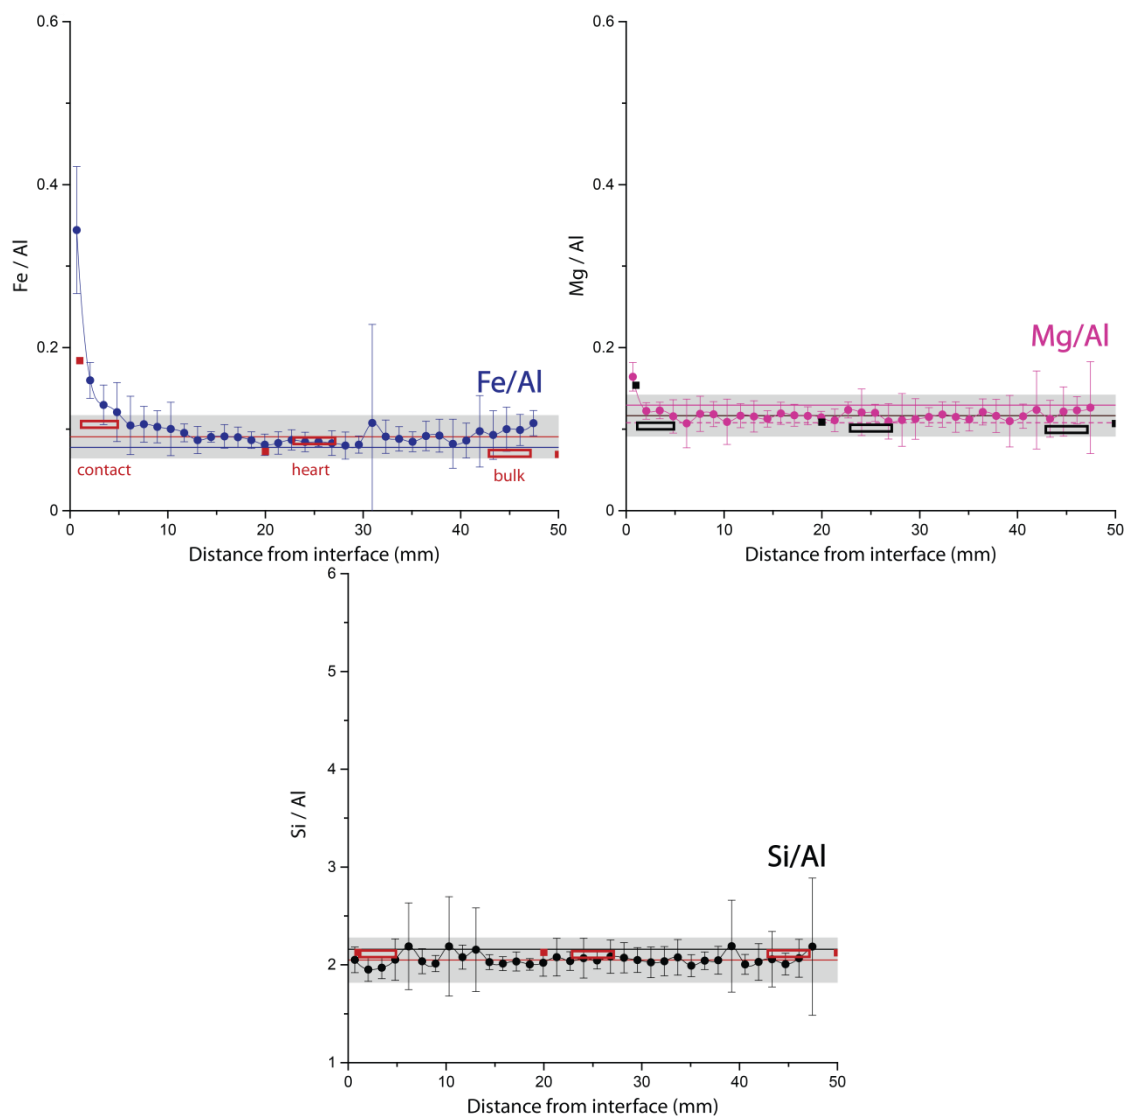 0.6
0.4
0.2
0
Fe / Al
Fe/Al
contact
heart
bulk
0 10 20 30 40 50
Distance from interface (mm)
0.6
0.4
0.2
0
Mg / Al
Mg/Al
0 10 20 30 40 50
Distance from interface (mm)
6
5
4
3
2
1
Si / Al
Si/Al
0 10 20 30 40 50
Distance from interface (mm)